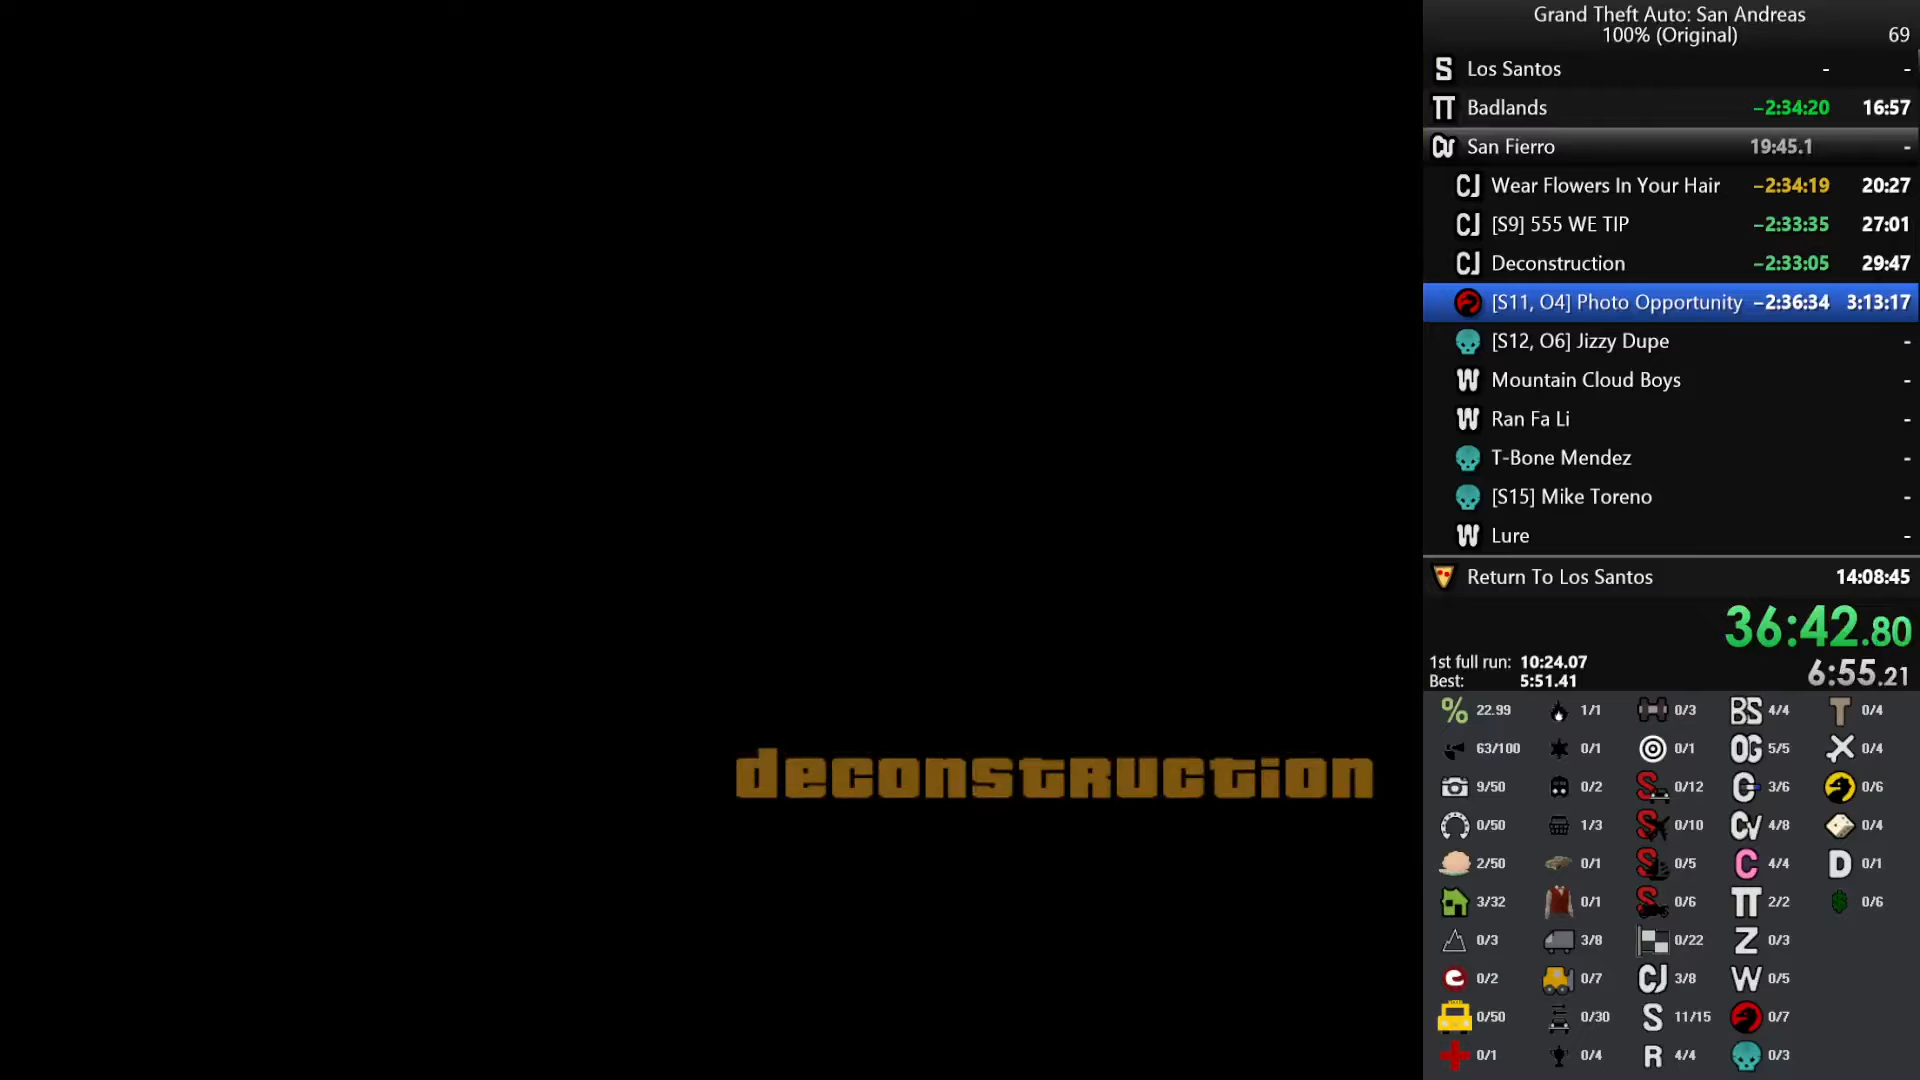 Grand Theft Auto: San Andreas
100% (Original) 69
Los Santos - -
Badlands −2:34:20 16:57
San Fierro 19:45.1 -
Wear Flowers In Your Hair −2:34:19 20:27
[S9] 555 WE TIP −2:33:35 27:01
Deconstruction −2:33:05 29:47
[S11, O4] Photo Opportunity −2:36:34 3:13:17
[S12, O6] Jizzy Dupe -
Mountain Cloud Boys -
Ran Fa Li -
T-Bone Mendez -
[S15] Mike Toreno -
Lure -
Return To Los Santos 14:08:45
36:42.80
1st full run: 10:24.07
Best: 5:51.41
6:55.21
deconstruction
% 22.99 1/1 0/3 BS 4/4 T 0/4
63/100 0/1 0/1 OG 5/5 0/4
9/50 0/2 S 0/12 C 3/6 0/6
0/50 1/3 S 0/10 CV 4/8 0/4
2/50 0/1 S 0/5 C 4/4 D 0/1
3/32 0/1 S 0/6 2/2 $ 0/6
0/3 3/8 0/22 Z 0/3
e 0/2 0/7 CJ 3/8 W 0/5
0/50 0/30 S 11/15 0/7
0/1 0/4 R 4/4 0/3